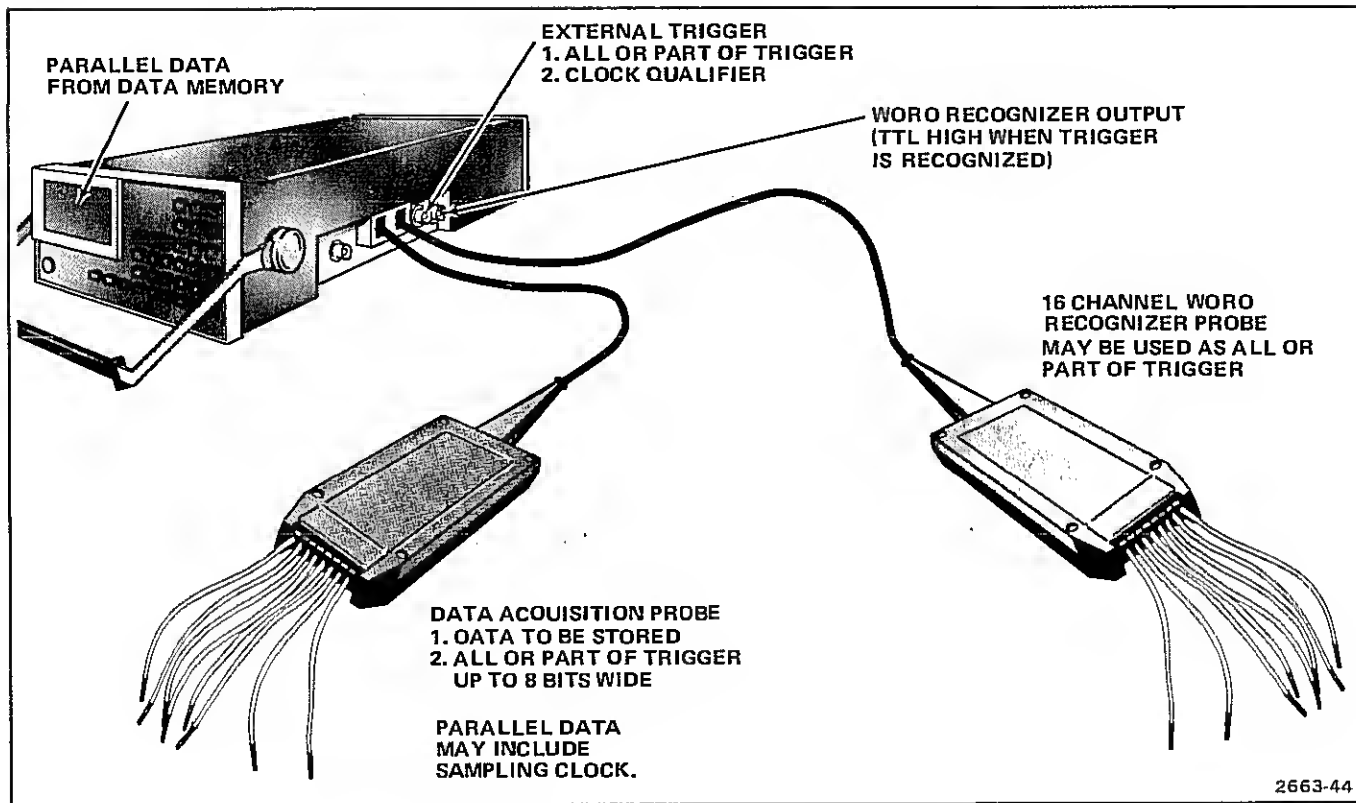 PARALLEL DATA
FROM DATA MEMORY
EXTERNAL TRIGGER
1. ALL OR PART OF TRIGGER
2. CLOCK QUALIFIER
WORO RECOGNIZER OUTPUT
(TTL HIGH WHEN TRIGGER
IS RECOGNIZED)
16 CHANNEL WORO
RECOGNIZER PROBE
MAY BE USED AS ALL OR
PART OF TRIGGER
DATA ACQUISITION PROBE
1. OATA TO BE STORED
2. ALL OR PART OF TRIGGER
UP TO 8 BITS WIDE
PARALLEL DATA
MAY INCLUDE
SAMPLING CLOCK.
2663-44